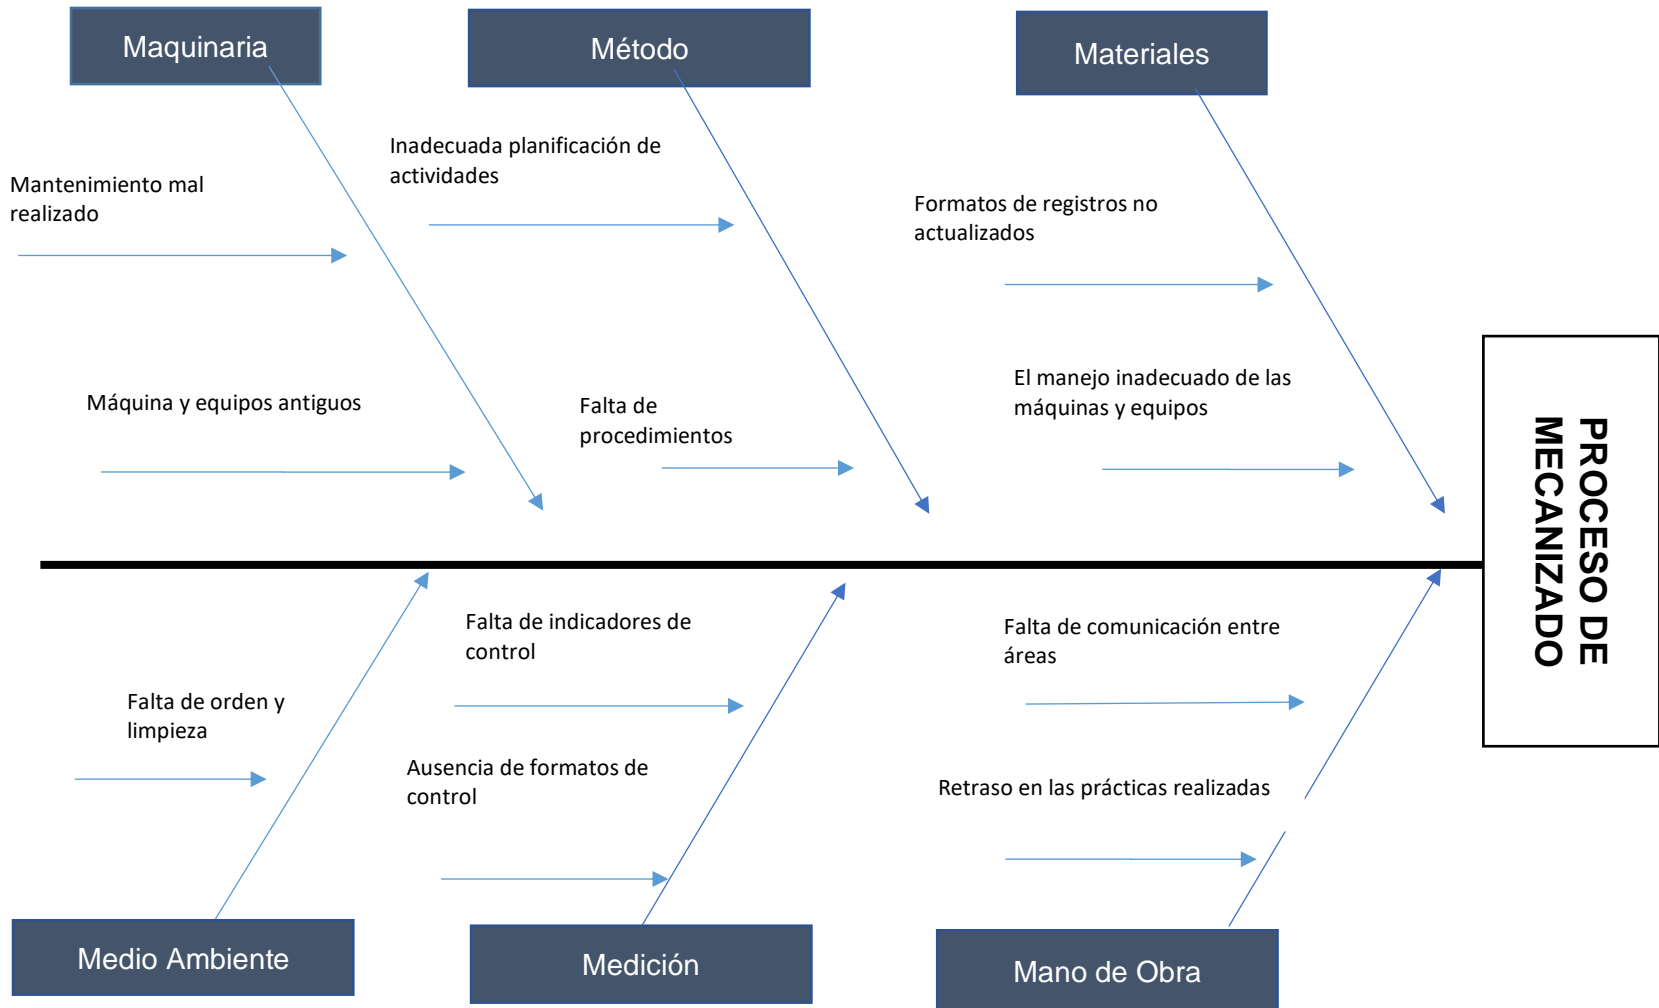 Maquinaria
Método
Materiales
Inadecuada planificación de
actividades
Mantenimiento mal
realizado
Formatos de registros no
actualizados
Máquina y equipos antiguos
Falta de
procedimientos
El manejo inadecuado de las
máquinas y equipos
PROCESO DE
MECANIZADO
Falta de indicadores de
control
Falta de comunicación entre
áreas
Falta de orden y
limpieza
Ausencia de formatos de
control
Retraso en las prácticas realizadas
Medio Ambiente
Medición
Mano de Obra